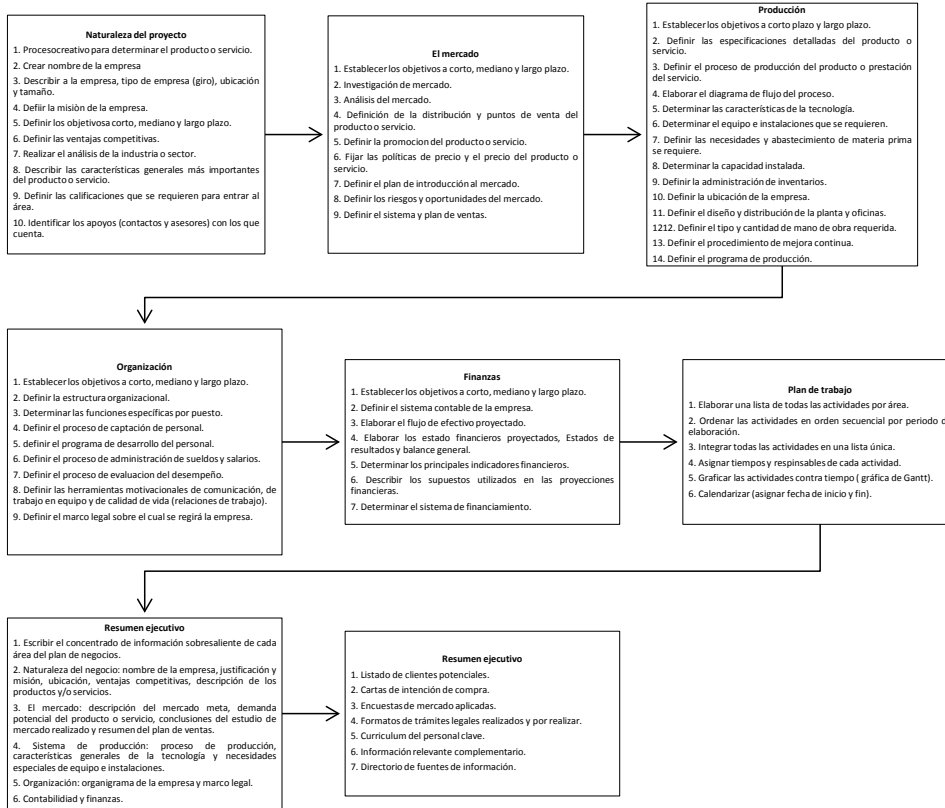 Naturaleza del proyecto
1. Procesocreativo para determinar el producto o servicio.
2. Crear nombre de la empresa
3. Describir a la empresa, tipo de empresa (giro), ubicación
y tamaño.
4. Defiir la misiòn de la empresa.
5. Definir los objetivosa corto, mediano y largo plazo.
6. Definir las ventajas competitivas.
7. Realizar el análisis de la industria o sector.
8. Describir las características generales más importantes
del producto o servicio.
9. Definir las calificaciones que se requieren para entrar al
área.
10. Identificar los apoyos (contactos y asesores) con los que
cuenta.
El mercado
1. Establecer los objetivos a corto, mediano y largo plazo.
2. Investigación de mercado.
3. Análisis del mercado.
4. Definición de la distribución y puntos de venta del
producto o servicio.
5. Definir la promocion del producto o servicio.
6. Fijar las políticas de precio y el precio del producto o
servicio.
7. Definir el plan de introducción al mercado.
8. Definir los riesgos y oportunidades del mercado.
9. Definir el sistema y plan de ventas.
Producción
1. Establecer los objetivos a corto plazo y largo plazo.
2. Definir las especificaciones detalladas del producto o
servicio.
3. Definir el proceso de producción del producto o prestación
del servicio.
4. Elaborar el diagrama de flujo del proceso.
5. Determinar las características de la tecnología.
6. Determinar el equipo e instalaciones que se requieren.
7. Definir las necesidades y abastecimiento de materia prima
se requiere.
8. Determinar la capacidad instalada.
9. Definir la administración de inventarios.
10. Definir la ubicación de la empresa.
11. Definir el diseño y distribución de la planta y oficinas.
1212. Definir el tipo y cantidad de mano de obra requerida.
13. Definir el procedimiento de mejora continua.
14. Definir el programa de producción.
Organización
1. Establecer los objetivos a corto, mediano y largo plazo.
2. Definir la estructura organizacional.
3. Determinar las funciones específicas por puesto.
4. Definir el proceso de captación de personal.
5. definir el programa de desarrollo del personal.
6. Definir el proceso de administración de sueldos y salarios.
7. Definir el proceso de evaluacion del desempeño.
8. Definir las herramientas motivacionales de comunicación, de
trabajo en equipo y de calidad de vida (relaciones de trabajo).
9. Definir el marco legal sobre el cual se regirá la empresa.
Finanzas
1. Establecer los objetivos a corto, mediano y largo plazo.
2. Definir el sistema contable de la empresa.
3. Elaborar el flujo de efectivo proyectado.
4. Elaborar los estado financieros proyectados, Estados de
resultados y balance general.
5. Determinar los principales indicadores financieros.
6. Describir los supuestos utilizados en las proyecciones
financieras.
7. Determinar el sistema de financiamiento.
Plan de trabajo
1. Elaborar una lista de todas las actividades por área.
2. Ordenar las actividades en orden secuencial por periodo d
elaboración.
3. Integrar todas las actividades en una lista única.
4. Asignar tiempos y respinsables de cada actividad.
5. Graficar las actividades contra tiempo ( gráfica de Gantt).
6. Calendarizar (asignar fecha de inicio y fin).
Resumen ejecutivo
1. Escribir el concentrado de información sobresaliente de cada
área del plan de negocios.
2. Naturaleza del negocio: nombre de la empresa, justificación y
misión, ubicación, ventajas competitivas, descripción de los
productos y/o servicios.
3. El mercado: descripción del mercado meta, demanda
potencial del producto o servicio, conclusiones del estudio de
mercado realizado y resumen del plan de ventas.
4. Sistema de producción: proceso de producción,
características generales de la tecnología y necesidades
especiales de equipo e instalaciones.
5. Organización: organigrama de la empresa y marco legal.
6. Contabilidiad y finanzas.
Resumen ejecutivo
1. Listado de clientes potenciales.
2. Cartas de intención de compra.
3. Encuestas de mercado aplicadas.
4. Formatos de trámites legales realizados y por realizar.
5. Curriculum del personal clave.
6. Información relevante complementario.
7. Directorio de fuentes de información.